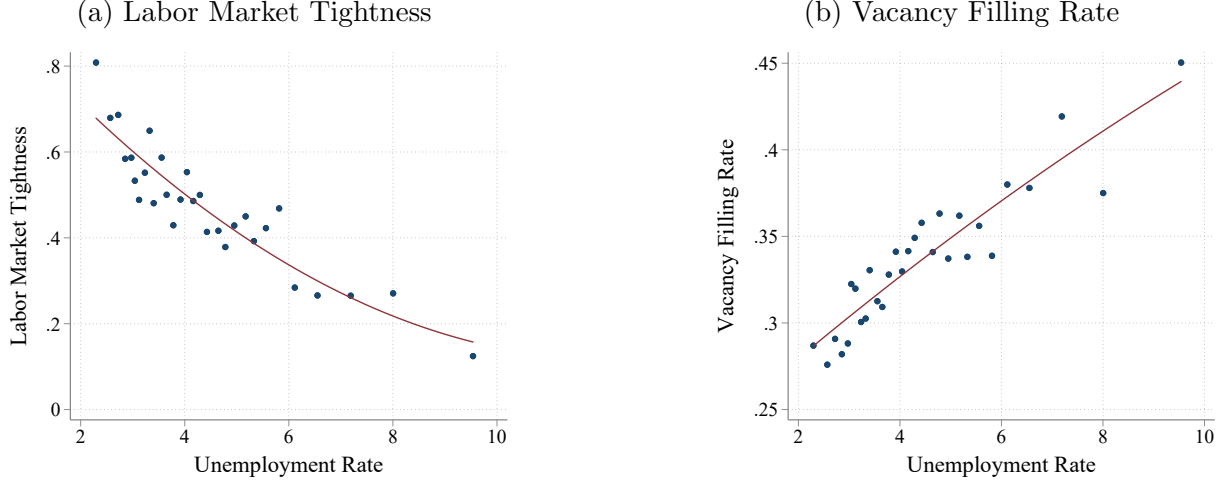 (a) Labor Market Tightness
Labor Market Tightness
.8
.6
.4
.2
0
2 4 6 8 10
Unemployment Rate
(b) Vacancy Filling Rate
Vacancy Filling Rate
.45
.4
.35
.3
.25
2 4 6 8 10
Unemployment Rate